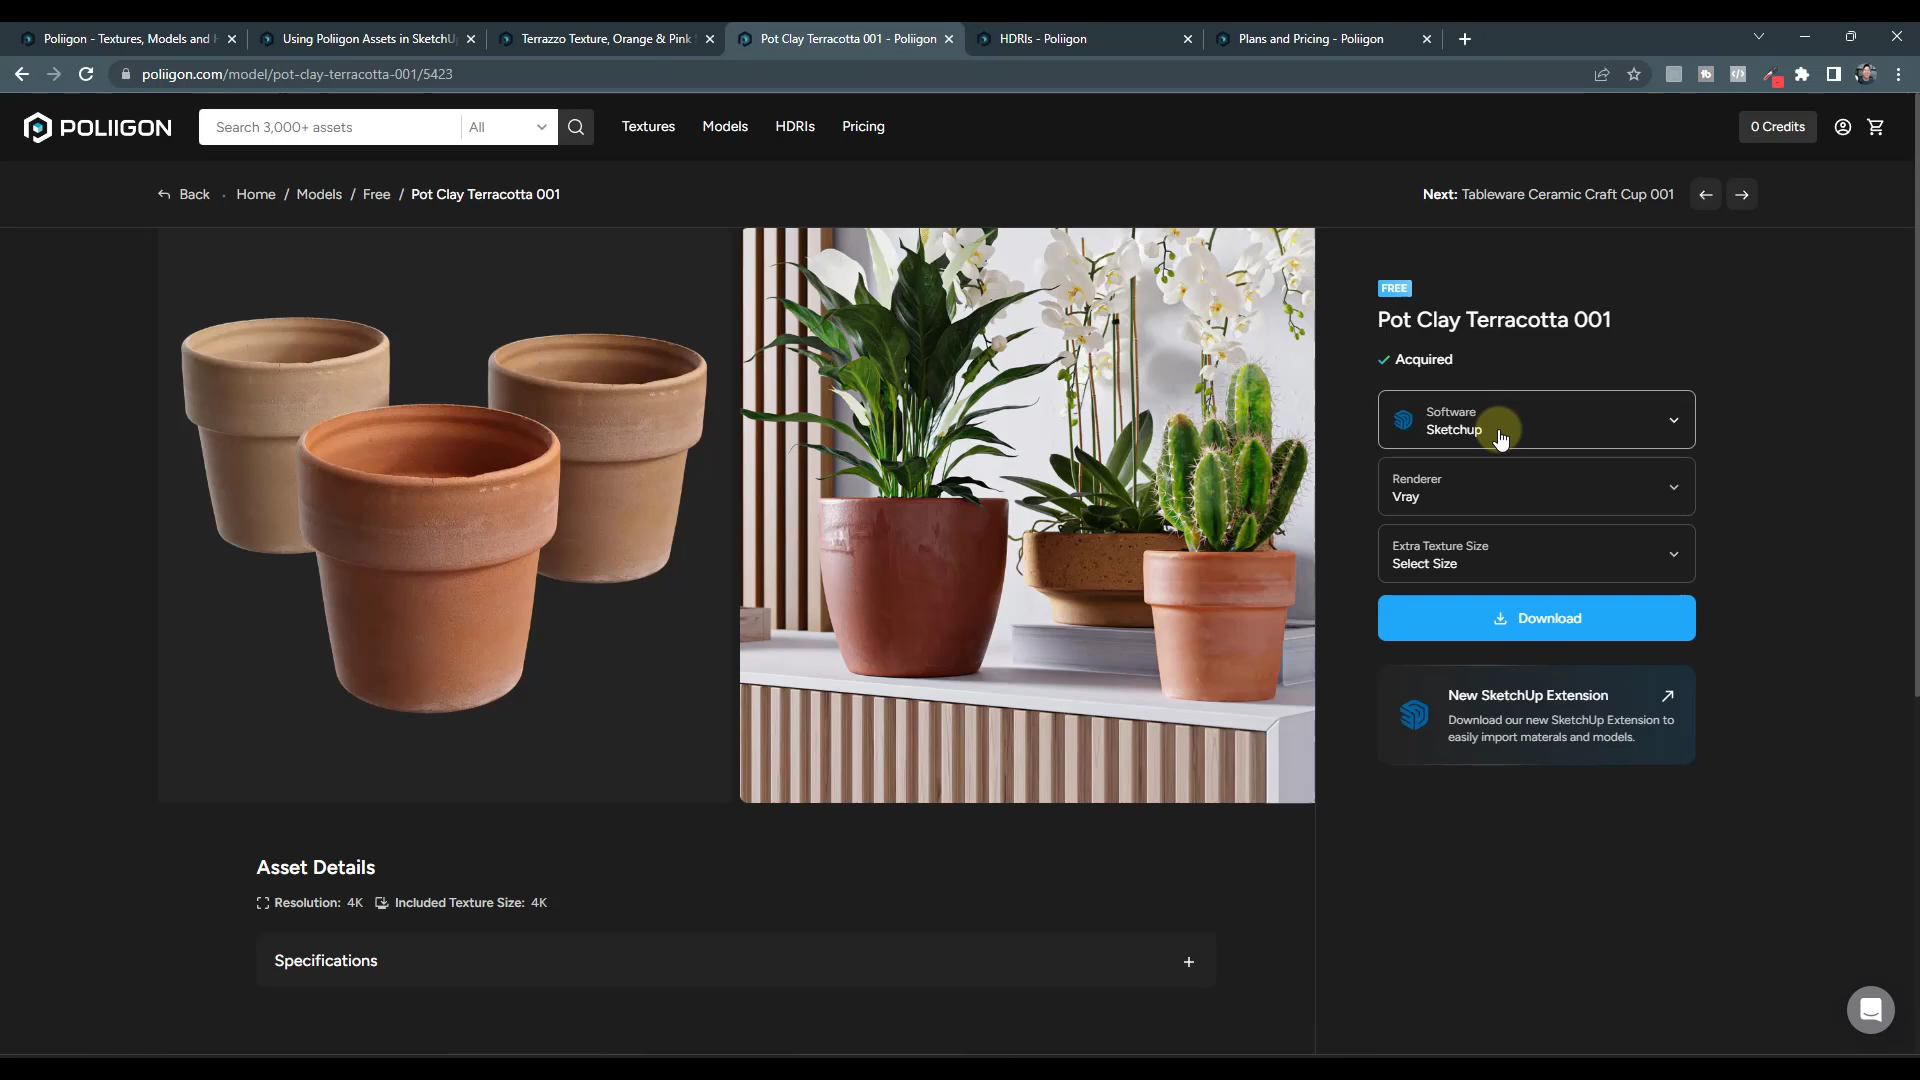 Poliigon - Textures, Models and
Using Poliigon Assets in SketchU
Terrazzo Texture, Orange & Pink
Pot Clay Terracotta 001 - Poliigon
HDRIs - Poliigon
Plans and Pricing - Poliigon
poliigon.com/model/pot-clay-terracotta-001/5423
POLIIGON
Search 3,000+ assets
All
Textures
Models
HDRIs
Pricing
0 Credits
Back · Home / Models / Free / Pot Clay Terracotta 001
Next: Tableware Ceramic Craft Cup 001
FREE
Pot Clay Terracotta 001
Acquired
Software
Sketchup
Renderer
Vray
Extra Texture Size
Select Size
Download
New SketchUp Extension
Download our new SketchUp Extension to
easily import materals and models.
Asset Details
Resolution: 4K Included Texture Size: 4K
Specifications